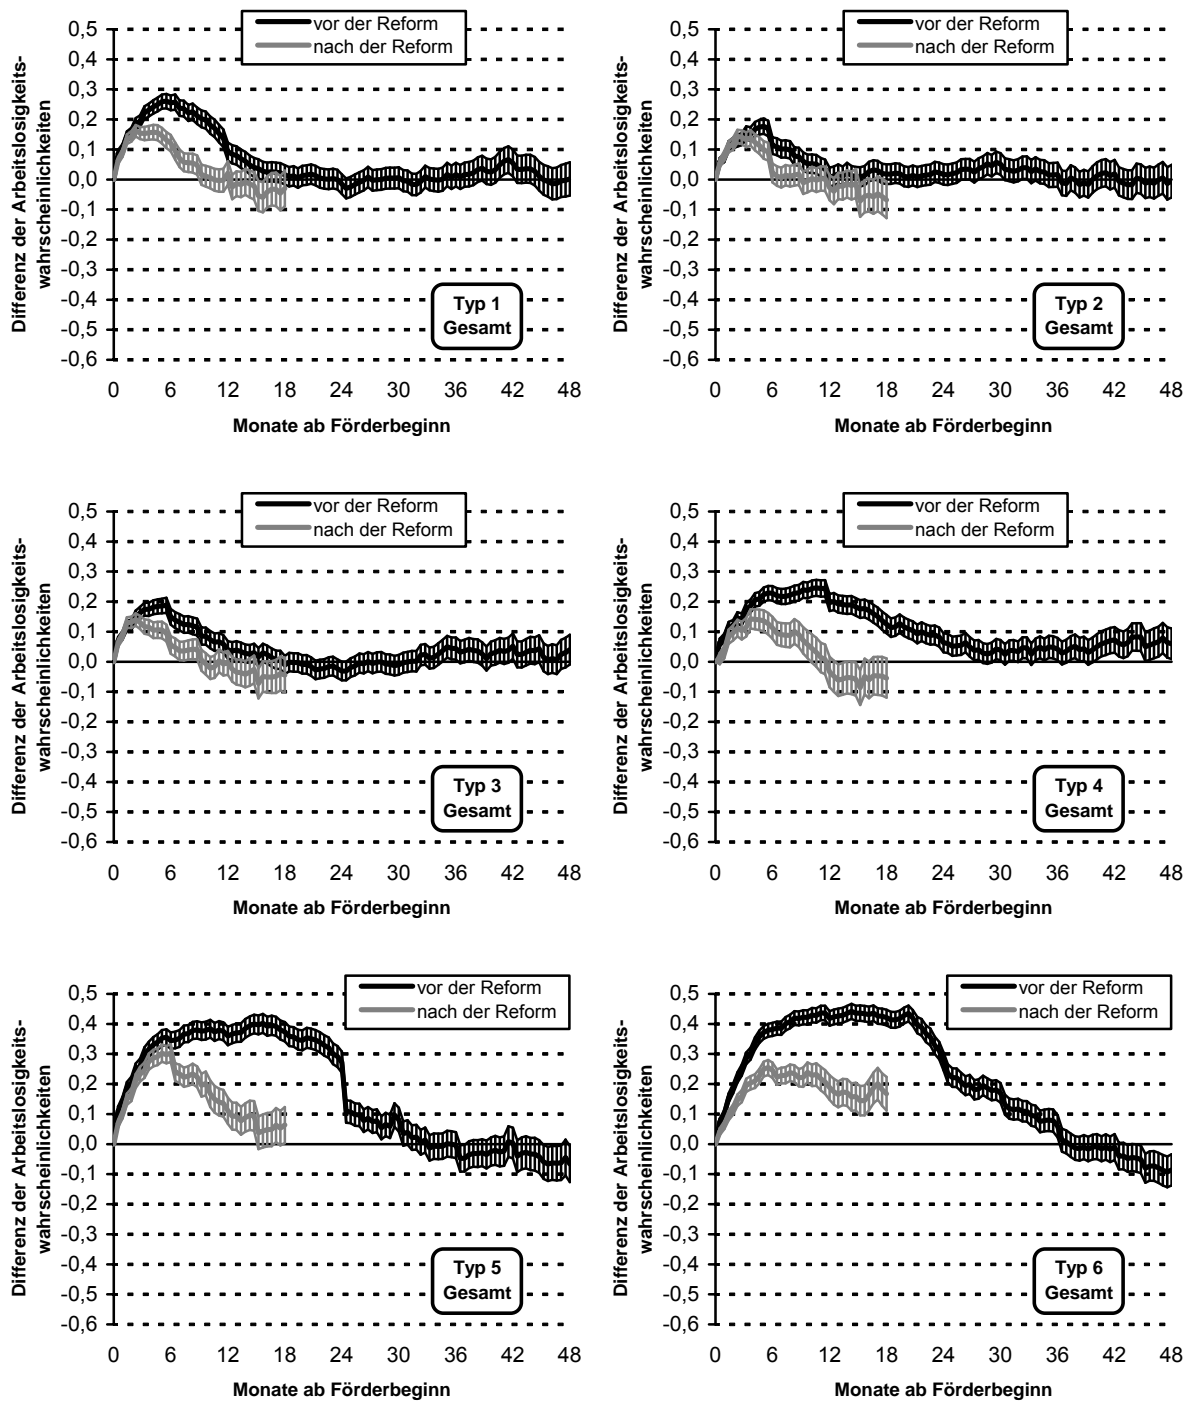 vor der Reform
nach der Reform
Differenz der Arbeitslosigkeits-
wahrscheinlichkeiten
0,5
0,4
0,3
0,2
0,1
0,0
-0,1
-0,2
-0,3
-0,4
-0,5
-0,6
Typ 1
Gesamt
0 6 12 18 24 30 36 42 48
Monate ab Förderbeginn
vor der Reform
nach der Reform
Differenz der Arbeitslosigkeits-
wahrscheinlichkeiten
0,5
0,4
0,3
0,2
0,1
0,0
-0,1
-0,2
-0,3
-0,4
-0,5
-0,6
Typ 2
Gesamt
0 6 12 18 24 30 36 42 48
Monate ab Förderbeginn
vor der Reform
nach der Reform
Differenz der Arbeitslosigkeits-
wahrscheinlichkeiten
0,5
0,4
0,3
0,2
0,1
0,0
-0,1
-0,2
-0,3
-0,4
-0,5
-0,6
Typ 3
Gesamt
0 6 12 18 24 30 36 42 48
Monate ab Förderbeginn
vor der Reform
nach der Reform
Differenz der Arbeitslosigkeits-
wahrscheinlichkeiten
0,5
0,4
0,3
0,2
0,1
0,0
-0,1
-0,2
-0,3
-0,4
-0,5
-0,6
Typ 4
Gesamt
0 6 12 18 24 30 36 42 48
Monate ab Förderbeginn
vor der Reform
nach der Reform
Differenz der Arbeitslosigkeits-
wahrscheinlichkeiten
0,5
0,4
0,3
0,2
0,1
0,0
-0,1
-0,2
-0,3
-0,4
-0,5
-0,6
Typ 5
Gesamt
0 6 12 18 24 30 36 42 48
Monate ab Förderbeginn
vor der Reform
nach der Reform
Differenz der Arbeitslosigkeits-
wahrscheinlichkeiten
0,5
0,4
0,3
0,2
0,1
0,0
-0,1
-0,2
-0,3
-0,4
-0,5
-0,6
Typ 6
Gesamt
0 6 12 18 24 30 36 42 48
Monate ab Förderbeginn